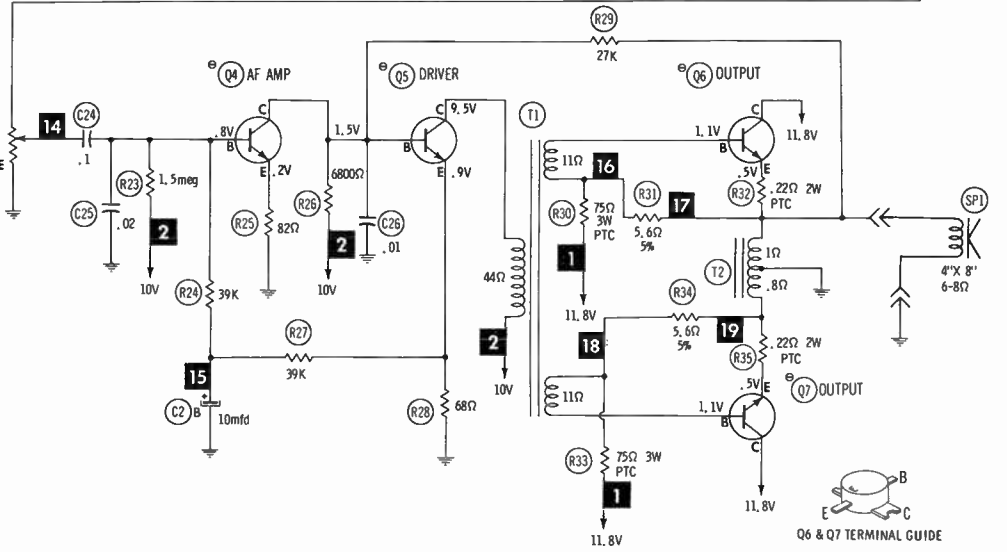 R29
27K
Q4 AF AMP
Q5 DRIVER
Q6 OUTPUT
C 9.5V
C
T1
C
11.8V
14
C24
.1
.8V
B
1.5V
B
1.1V
B
E
.2V
E
.9V
.5V
E
R23
1.5meg
C25
.02
2
10V
R25
82Ω
6800Ω
R26
2
10V
C26
.01
11Ω
16
R30
75Ω
3W
PTC
1
11.8V
R31
5.6Ω
5%
17
R32
.22Ω 2W
PTC
SP1
4"X 8"
6-8Ω
T2
1Ω
.8Ω
R24
39K
R27
39K
44Ω
2
10V
R34
5.6Ω
5%
18
19
.22Ω 2W
PTC
R35
15
C2
B
+
10mfd
R28
68Ω
11Ω
.5V
E
Q7 OUTPUT
1.1V
B
C
R33
75Ω 3W
PTC
1
11.8V
11.8V
B
E
C
Q6 & Q7 TERMINAL GUIDE